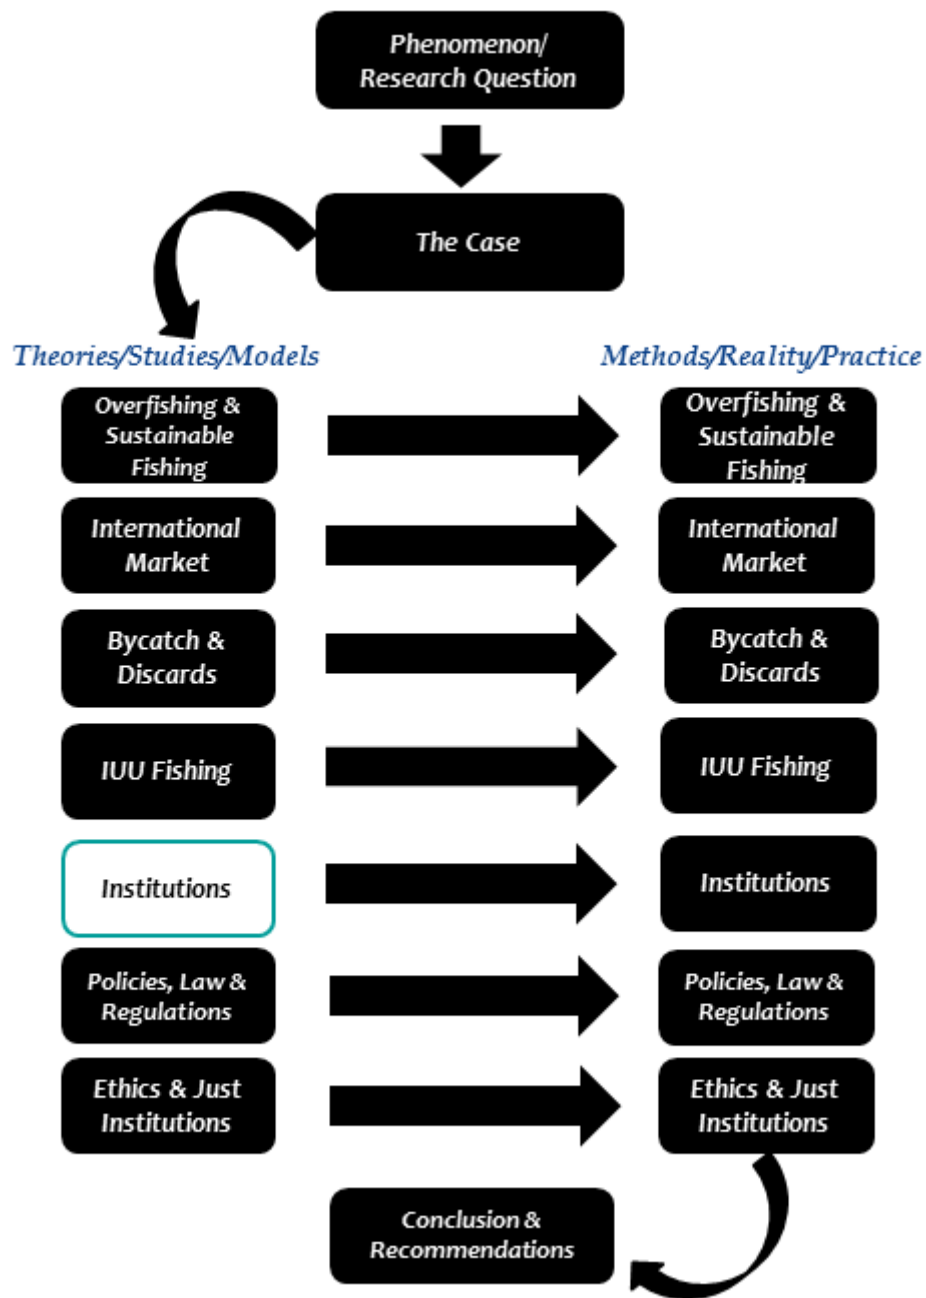 Phenomenon/
Research Question
The Case
Theories/Studies/Models
Methods/Reality/Practice
Overfishing &
Sustainable
Fishing
Overfishing &
Sustainable
Fishing
International
Market
International
Market
Bycatch &
Discards
Bycatch &
Discards
IUU Fishing
IUU Fishing
Institutions
Institutions
Policies, Law &
Regulations
Policies, Law &
Regulations
Ethics & Just
Institutions
Ethics & Just
Institutions
Conclusion &
Recommendations